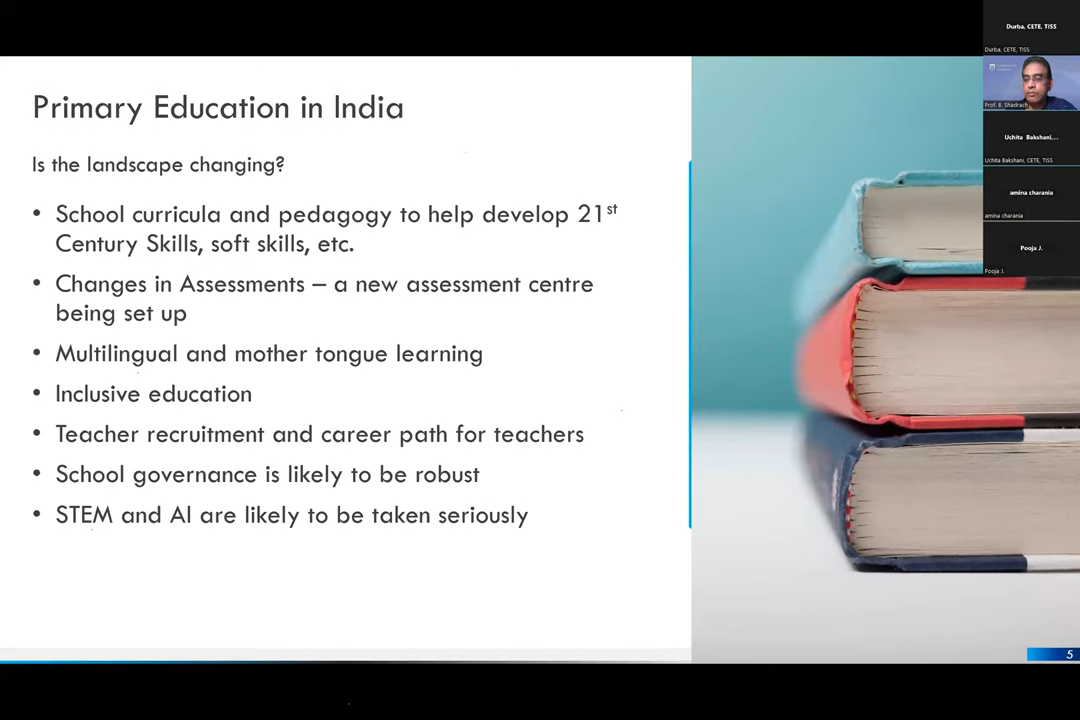 Primary Education in India
Is the landscape changing?
• School curricula and pedagogy to help develop 21st
Century Skills, soft skills, etc.
• Changes in Assessments – a new assessment centre
being set up
• Multilingual and mother tongue learning
• Inclusive education
• Teacher recruitment and career path for teachers
• School governance is likely to be robust
• STEM and AI are likely to be taken seriously
5
Durba, CETE, TISS
Durba, CETE, TISS
Prof. B. Shadrach
Uchita Bakshani,...
Uchita Bakshani, CETE, TISS
amina charania
amina charania
Pooja J.
Pooja J.